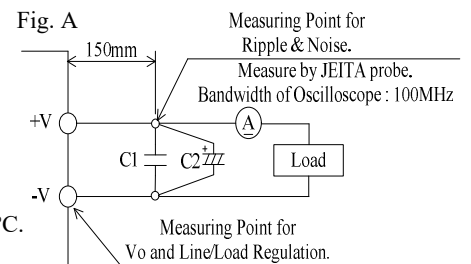 Fig. A
Measuring Point for
Ripple & Noise.
150mm
Measure by JEITA probe.
Bandwidth of Oscilloscope : 100MHz
+V
A
C1
+
C2
Load
-V
PC.
Measuring Point for
Vo and Line/Load Regulation.